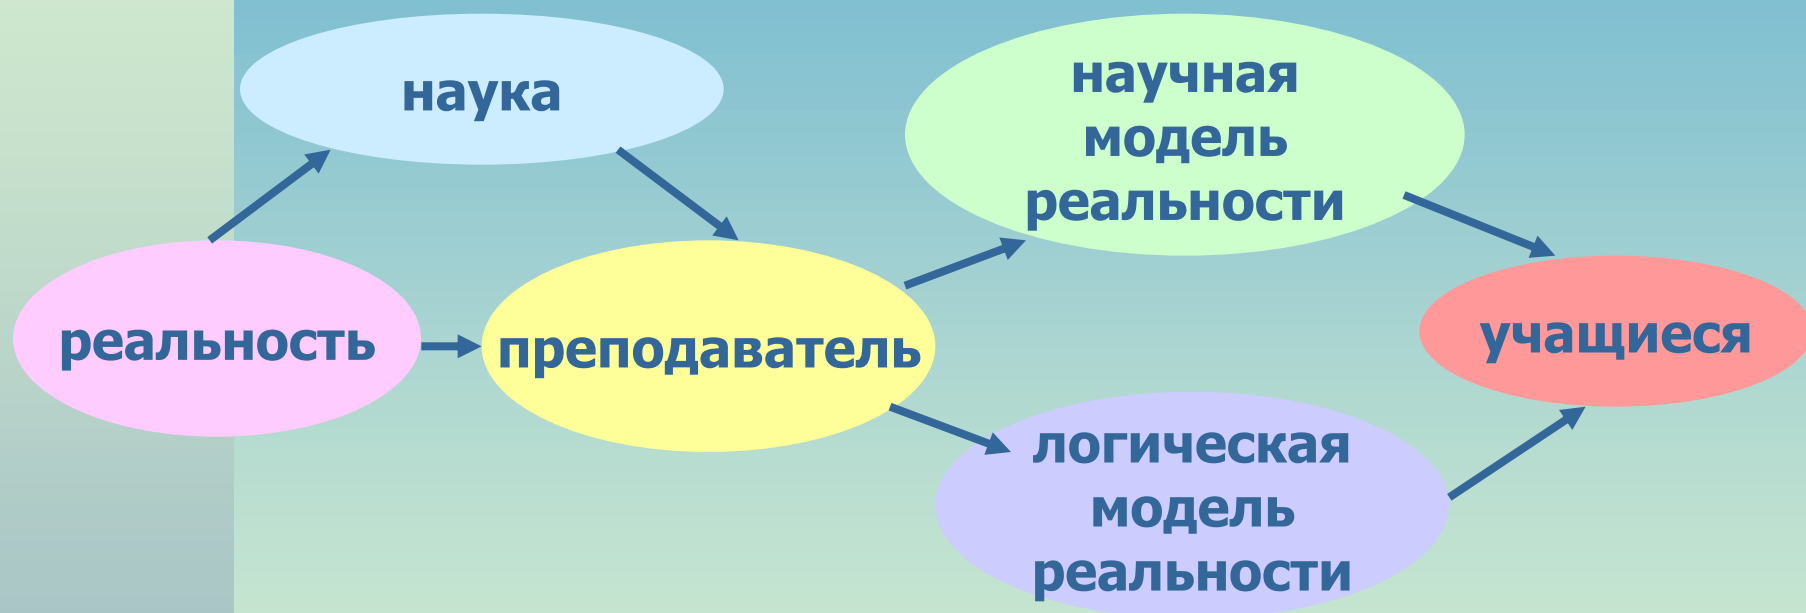 наука
научная
модель
реальности
реальность
преподаватель
учащиеся
логическая
модель
реальности